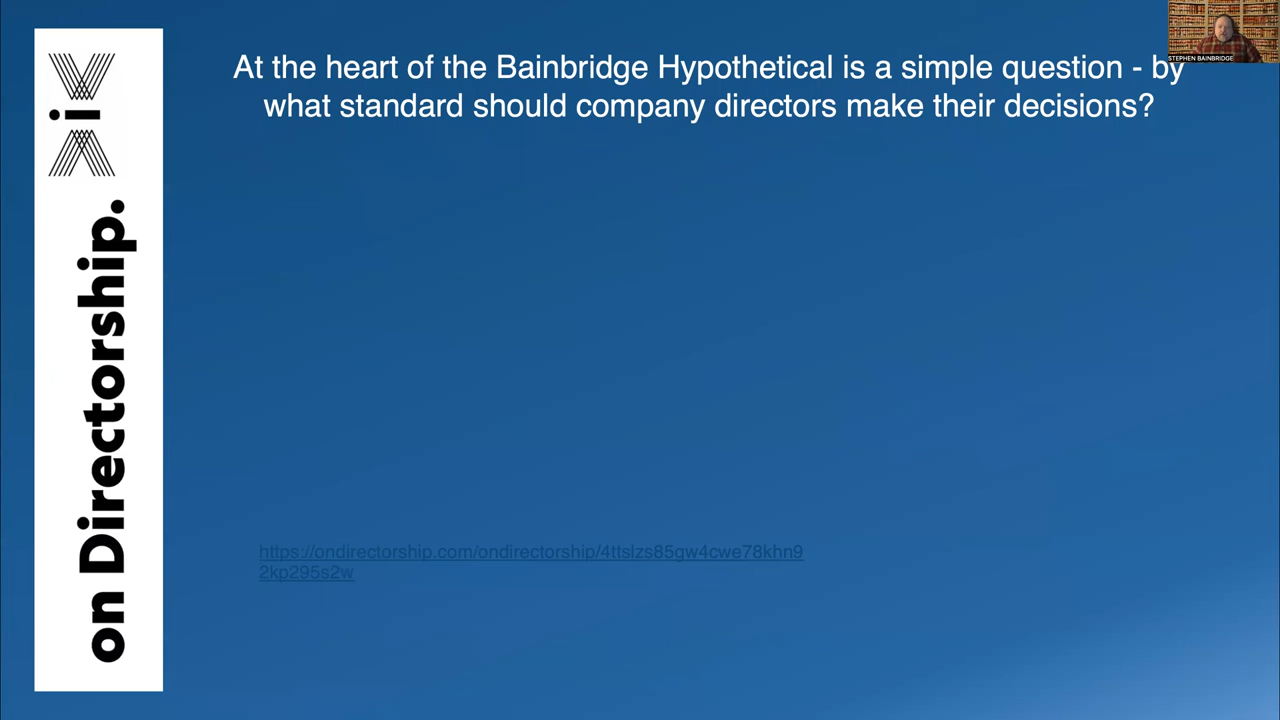 At the heart of the Bainbridge Hypothetical is a simple question - by
what standard should company directors make their decisions?
STEPHEN BAINBRIDGE
xix
on Directorship.
https://ondirectorship.com/ondirectorship/4ttslzs85gw4cwe78khn9
2kp295s2w